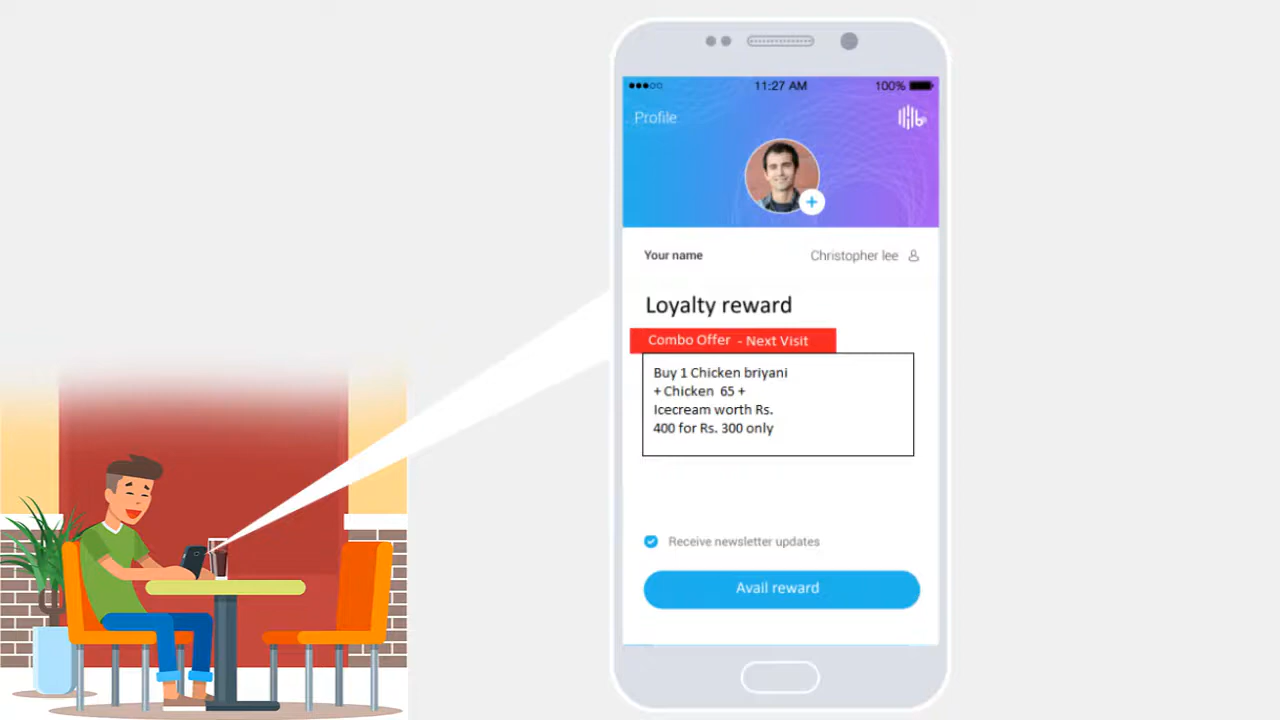 11:27 AM
100%
Profile
Your name
Christopher lee
Loyalty reward
Combo Offer - Next Visit
Buy 1 Chicken briyani
+ Chicken 65 +
Icecream worth Rs.
400 for Rs. 300 only
Receive newsletter updates
Avail reward